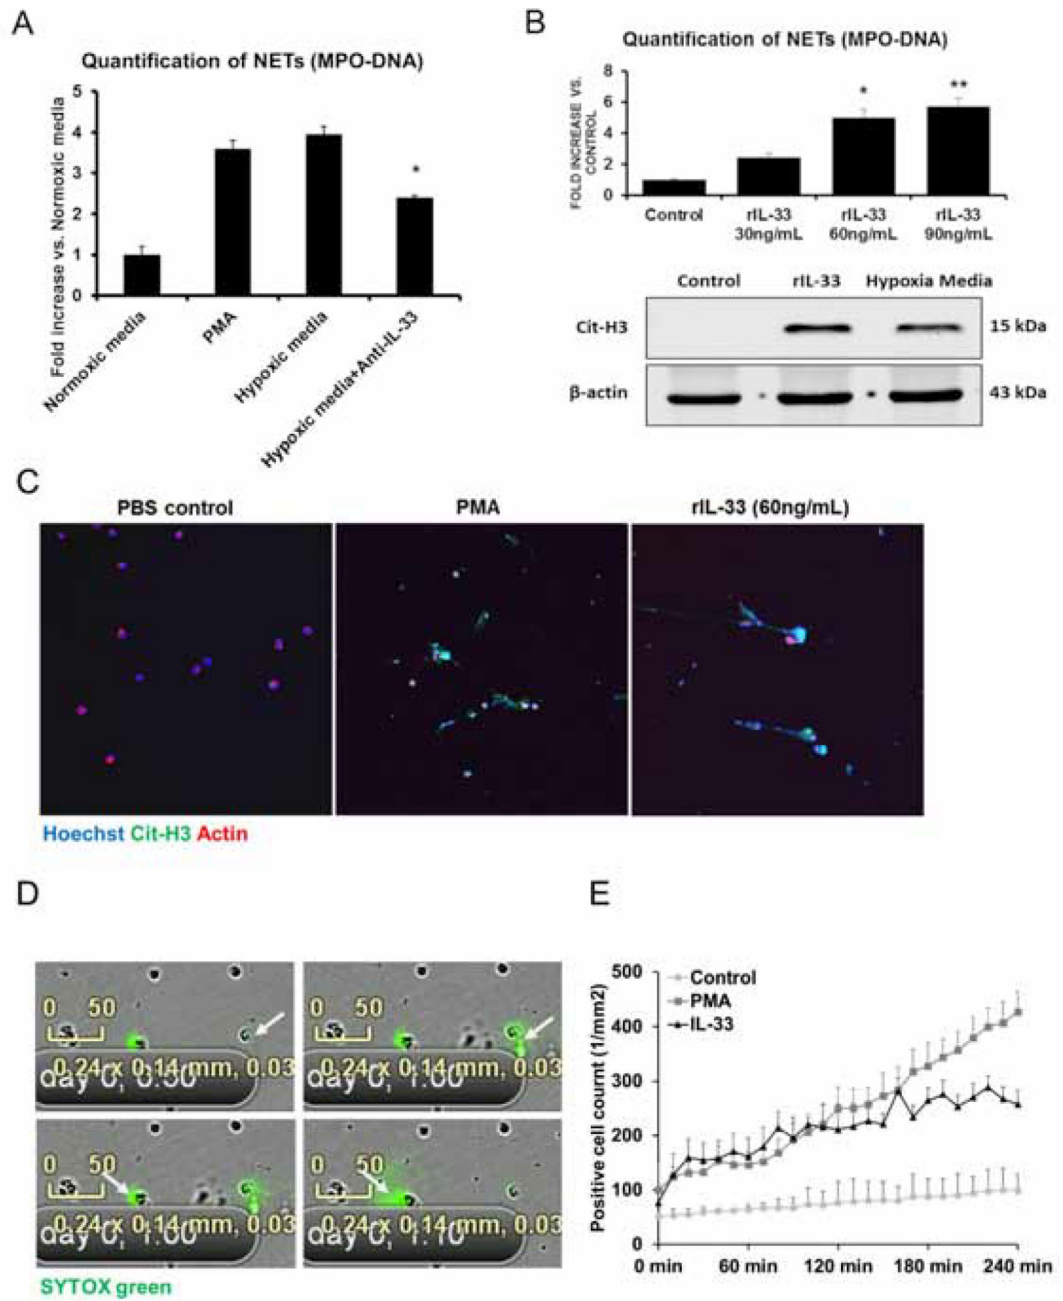 A
Quantification of NETs (MPO-DNA)
Fold increase vs. Normoxic media
5
4
3
2
1
0
*
Normoxic media
PMA
Hypoxic media
Hypoxic media+Anti-IL-33
B
Quantification of NETs (MPO-DNA)
FOLD INCREASE VS.
CONTROL
8
6
4
2
0
*
**
Control
rIL-33
30ng/mL
rIL-33
60ng/mL
rIL-33
90ng/mL
Control rIL-33 Hypoxia Media
Cit-H3 15 kDa
β-actin 43 kDa
C
PBS control PMA rIL-33 (60ng/mL)
Hoechst Cit-H3 Actin
D
0 50
0.24 x 0.14 mm, 0.03
day 0, 0:50
0 50
0.24 x 0.14 mm, 0.03
day 0, 1:00
0 50
0.24 x 0.14 mm, 0.03
day 0, 1:00
0 50
0.24 x 0.14 mm, 0.03
day 0, 1:10
SYTOX green
E
Positive cell cournt (1/mm2)
500
400
300
200
100
0
Control
PMA
IL-33
0 min 60 min 120 min 180 min 240 min